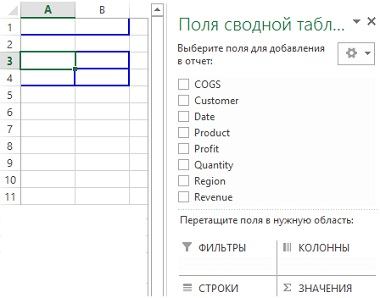 A B
1
2
3
4
5
6
7
8
9
10
11
Поля сводной табл...
Выберите поля для добавления
в отчет:
COGS
Customer
Date
Product
Profit
Quantity
Region
Revenue
Перетащите поля в нужную область:
ФИЛЬТРЫ КОЛОННЫ
СТРОКИ Σ ЗНАЧЕНИЯ